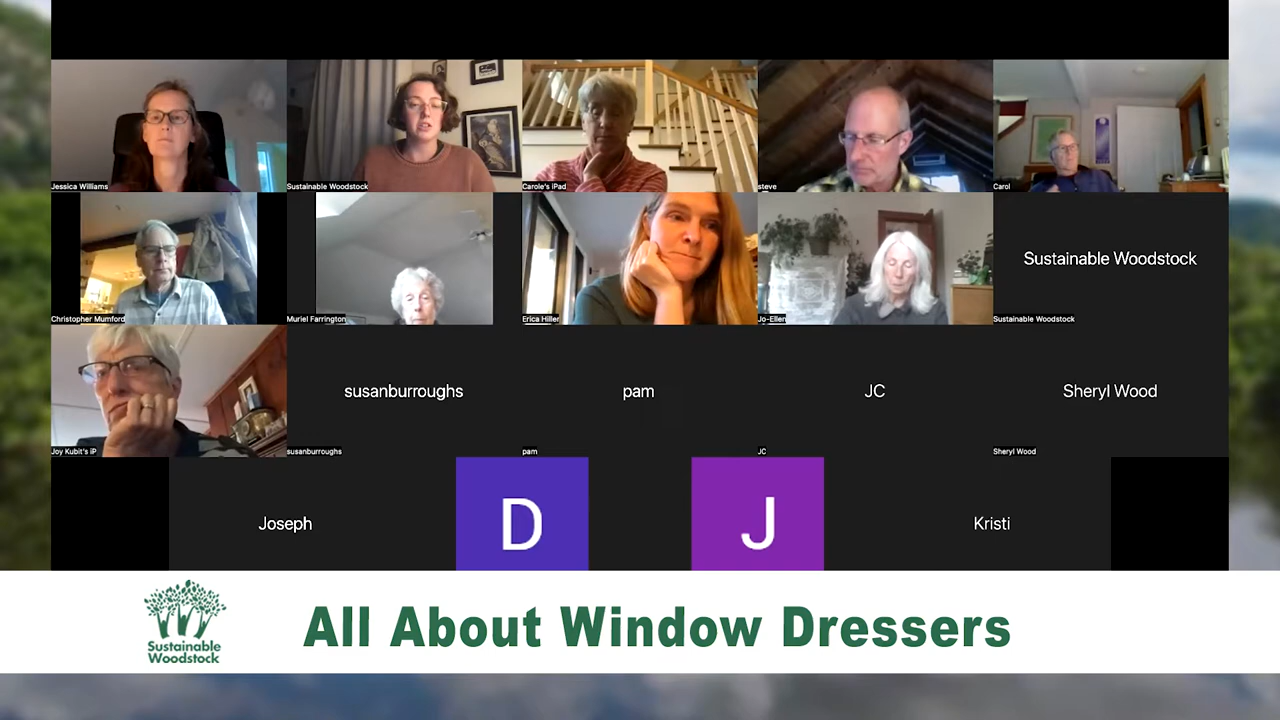 Jessica Williams
Sustainable Woodstock
Carole's iPad
steve
Carol
Christopher Mumford
Muriel Farrington
Erica Hiller
Jo-Ellen
Sustainable Woodstock
Sustainable Woodstock
Joy Kubit's iP
susanburroughs
susanburroughs
pam
pam
JC
JC
Sheryl Wood
Sheryl Wood
Joseph
D
J
Kristi
Sustainable
Woodstock
All About Window Dressers